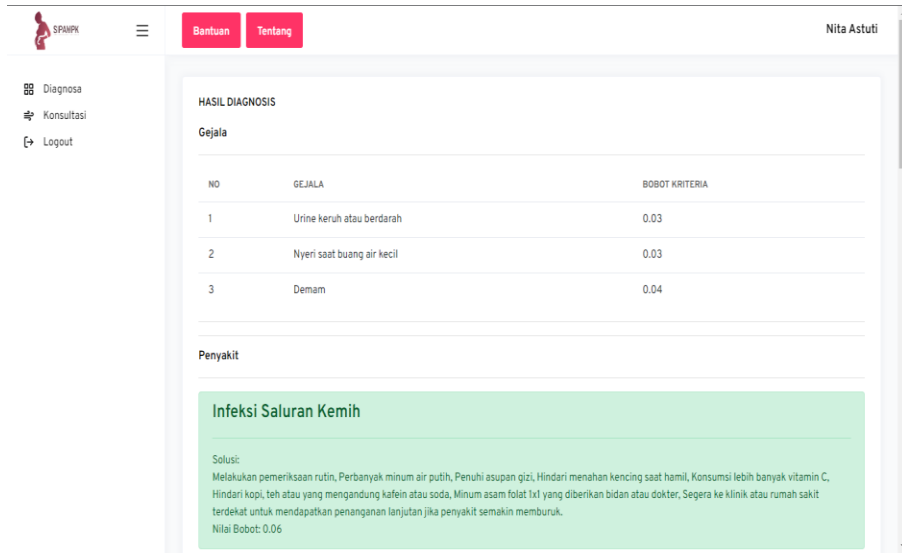 SIPAMPK
Bantuan
Tentang
Nita Astuti
Diagnosa
Konsultasi
Logout
HASIL DIAGNOSIS
Gejala
NO GEJALA BOBOT KRITERIA
1 Urine keruh atau berdarah 0.03
2 Nyeri saat buang air kecil 0.03
3 Demam 0.04
Penyakit
Infeksi Saluran Kemih
Solusi:
Melakukan pemeriksaan rutin, Perbanyak minum air putih, Penuhi asupan gizi, Hindari menahan kencing saat hamil, Konsumsi lebih banyak vitamin C,
Hindari kopi, teh atau yang mengandung kafein atau soda, Minum asam folat 1x1 yang diberikan bidan atau dokter, Segera ke klinik atau rumah sakit
terdekat untuk mendapatkan penanganan lanjutan jika penyakit semakin memburuk.
Nilai Bobot: 0.06